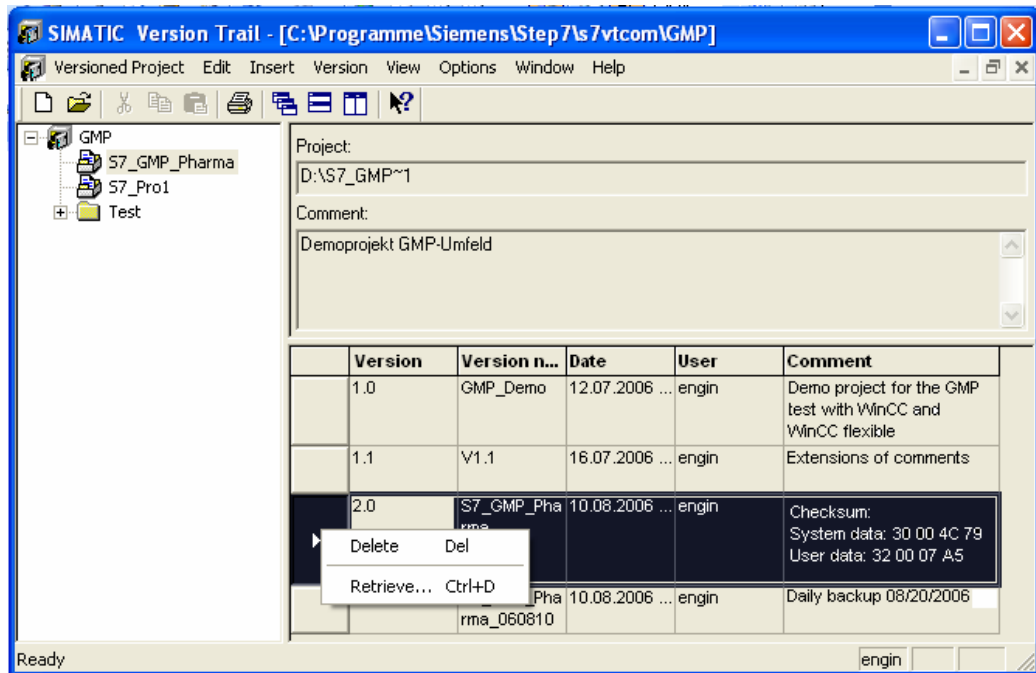 SIMATIC Version Trail - [C:\Programme\Siemens\Step7\s7vtcom\GMP]
Versioned Project Edit Insert Version View Options Window Help
GMP
S7_GMP_Pharma
S7_Pro1
Test
Project:
D:\S7_GMP~1
Comment:
Demoprojekt GMP-Umfeld
Version Version n... Date User Comment
1.0 GMP_Demo 12.07.2006 ... engin Demo project for the GMP
test with WinCC and
WinCC flexible
1.1 V1.1 16.07.2006 ... engin Extensions of comments
2.0 S7_GMP_Pha 10.08.2006 ... engin Checksum:
rma
System data: 30 00 4C 79
User data: 32 00 07 A5
Delete Del
Retrieve... Ctrl+D
Pha 10.08.2006 ... engin Daily backup 08/20/2006
rma_060810
Ready engin